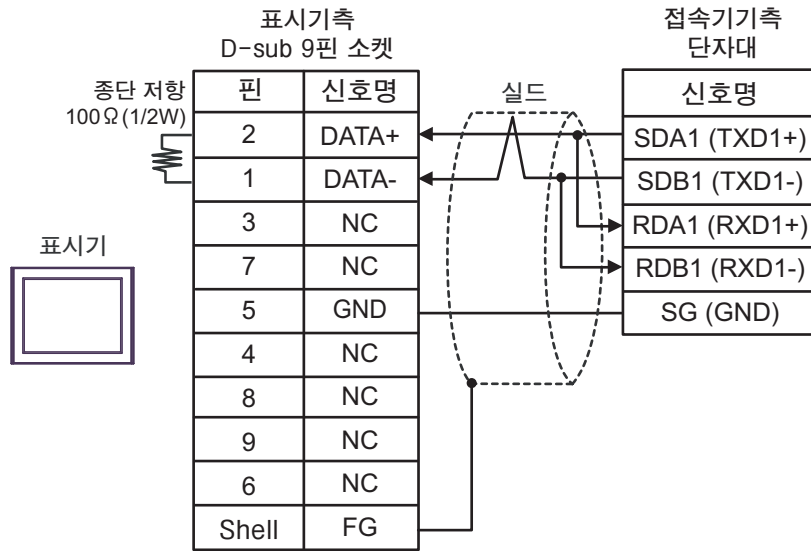 표시기측
D-sub 9핀 소켓
접속기기측
단자대
종단 저항
100Ω(1/2W)
핀 신호명
실드
신호명
2 DATA+
SDA1 (TXD1+)
1 DATA-
SDB1 (TXD1-)
3 NC
RDA1 (RXD1+)
표시기
7 NC
RDB1 (RXD1-)
5 GND
SG (GND)
4 NC
8 NC
9 NC
6 NC
Shell FG